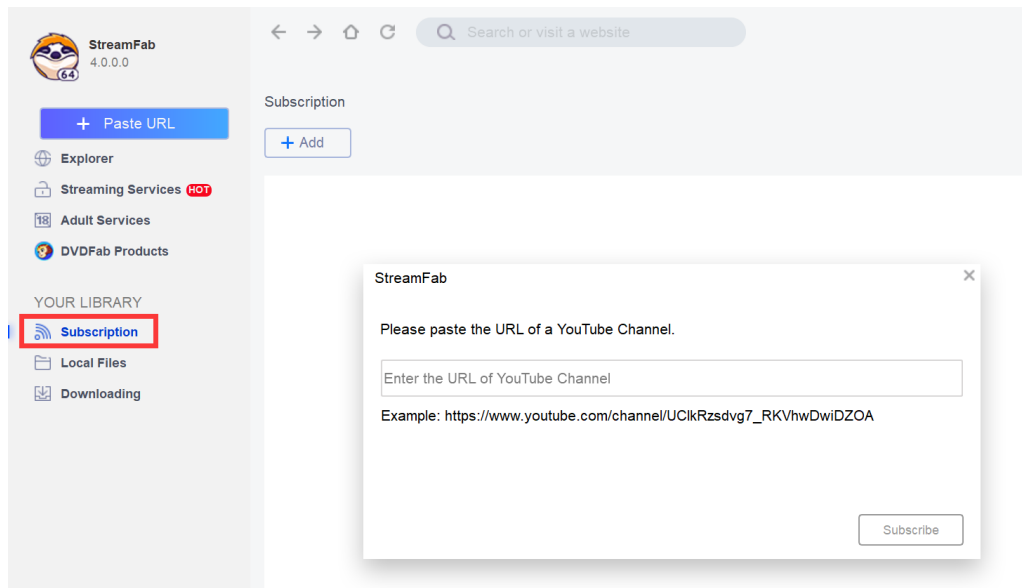 StreamFab
4.0.0.0
64
+ Paste URL
Explorer
Streaming Services HOT
18 Adult Services
DVDFab Products
YOUR LIBRARY
Subscription
Local Files
Downloading
Search or visit a website
Subscription
+ Add
StreamFab
Please paste the URL of a YouTube Channel.
Enter the URL of YouTube Channel
Example: https://www.youtube.com/channel/UClkRzsdvg7_RKVhwDwiDZOA
Subscribe